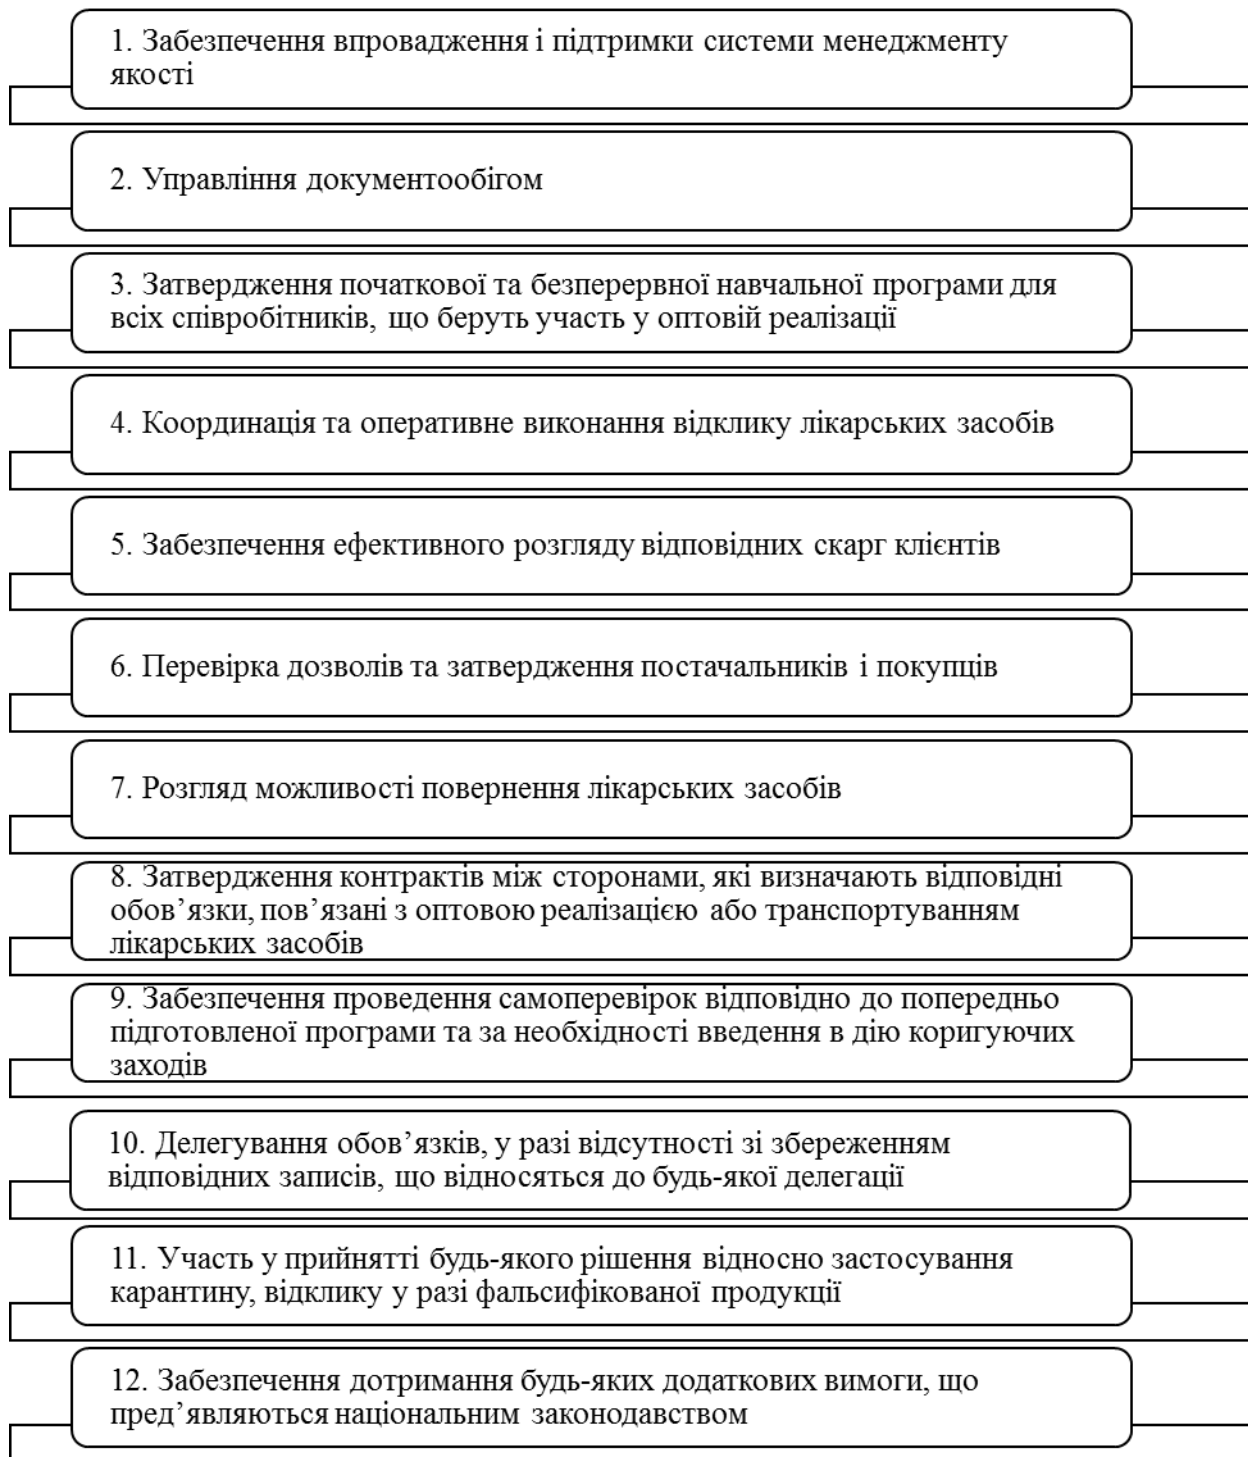 1. Забезпечення впровадження і підтримки системи менеджменту
якості
2. Управління документообігом
3. Затвердження початкової та безперервної навчальної програми для
всіх співробітників, що беруть участь у оптовій реалізації
4. Координація та оперативне виконання відклику лікарських засобів
5. Забезпечення ефективного розгляду відповідних скарг клієнтів
6. Перевірка дозволів та затвердження постачальників і покупців
7. Розгляд можливості повернення лікарських засобів
8. Затвердження контрактів між сторонами, які визначають відповідні
обов’язки, пов’язані з оптовою реалізацією або транспортуванням
лікарських засобів
9. Забезпечення проведення самоперевірок відповідно до попередньо
підготовленої програми та за необхідності введення в дію коригуючих
заходів
10. Делегування обов’язків, у разі відсутності зі збереженням
відповідних записів, що відносяться до будь-якої делегації
11. Участь у прийнятті будь-якого рішення відносно застосування
карантину, відклику у разі фальсифікованої продукції
12. Забезпечення дотримання будь-яких додаткових вимоги, що
пред’являються національним законодавством